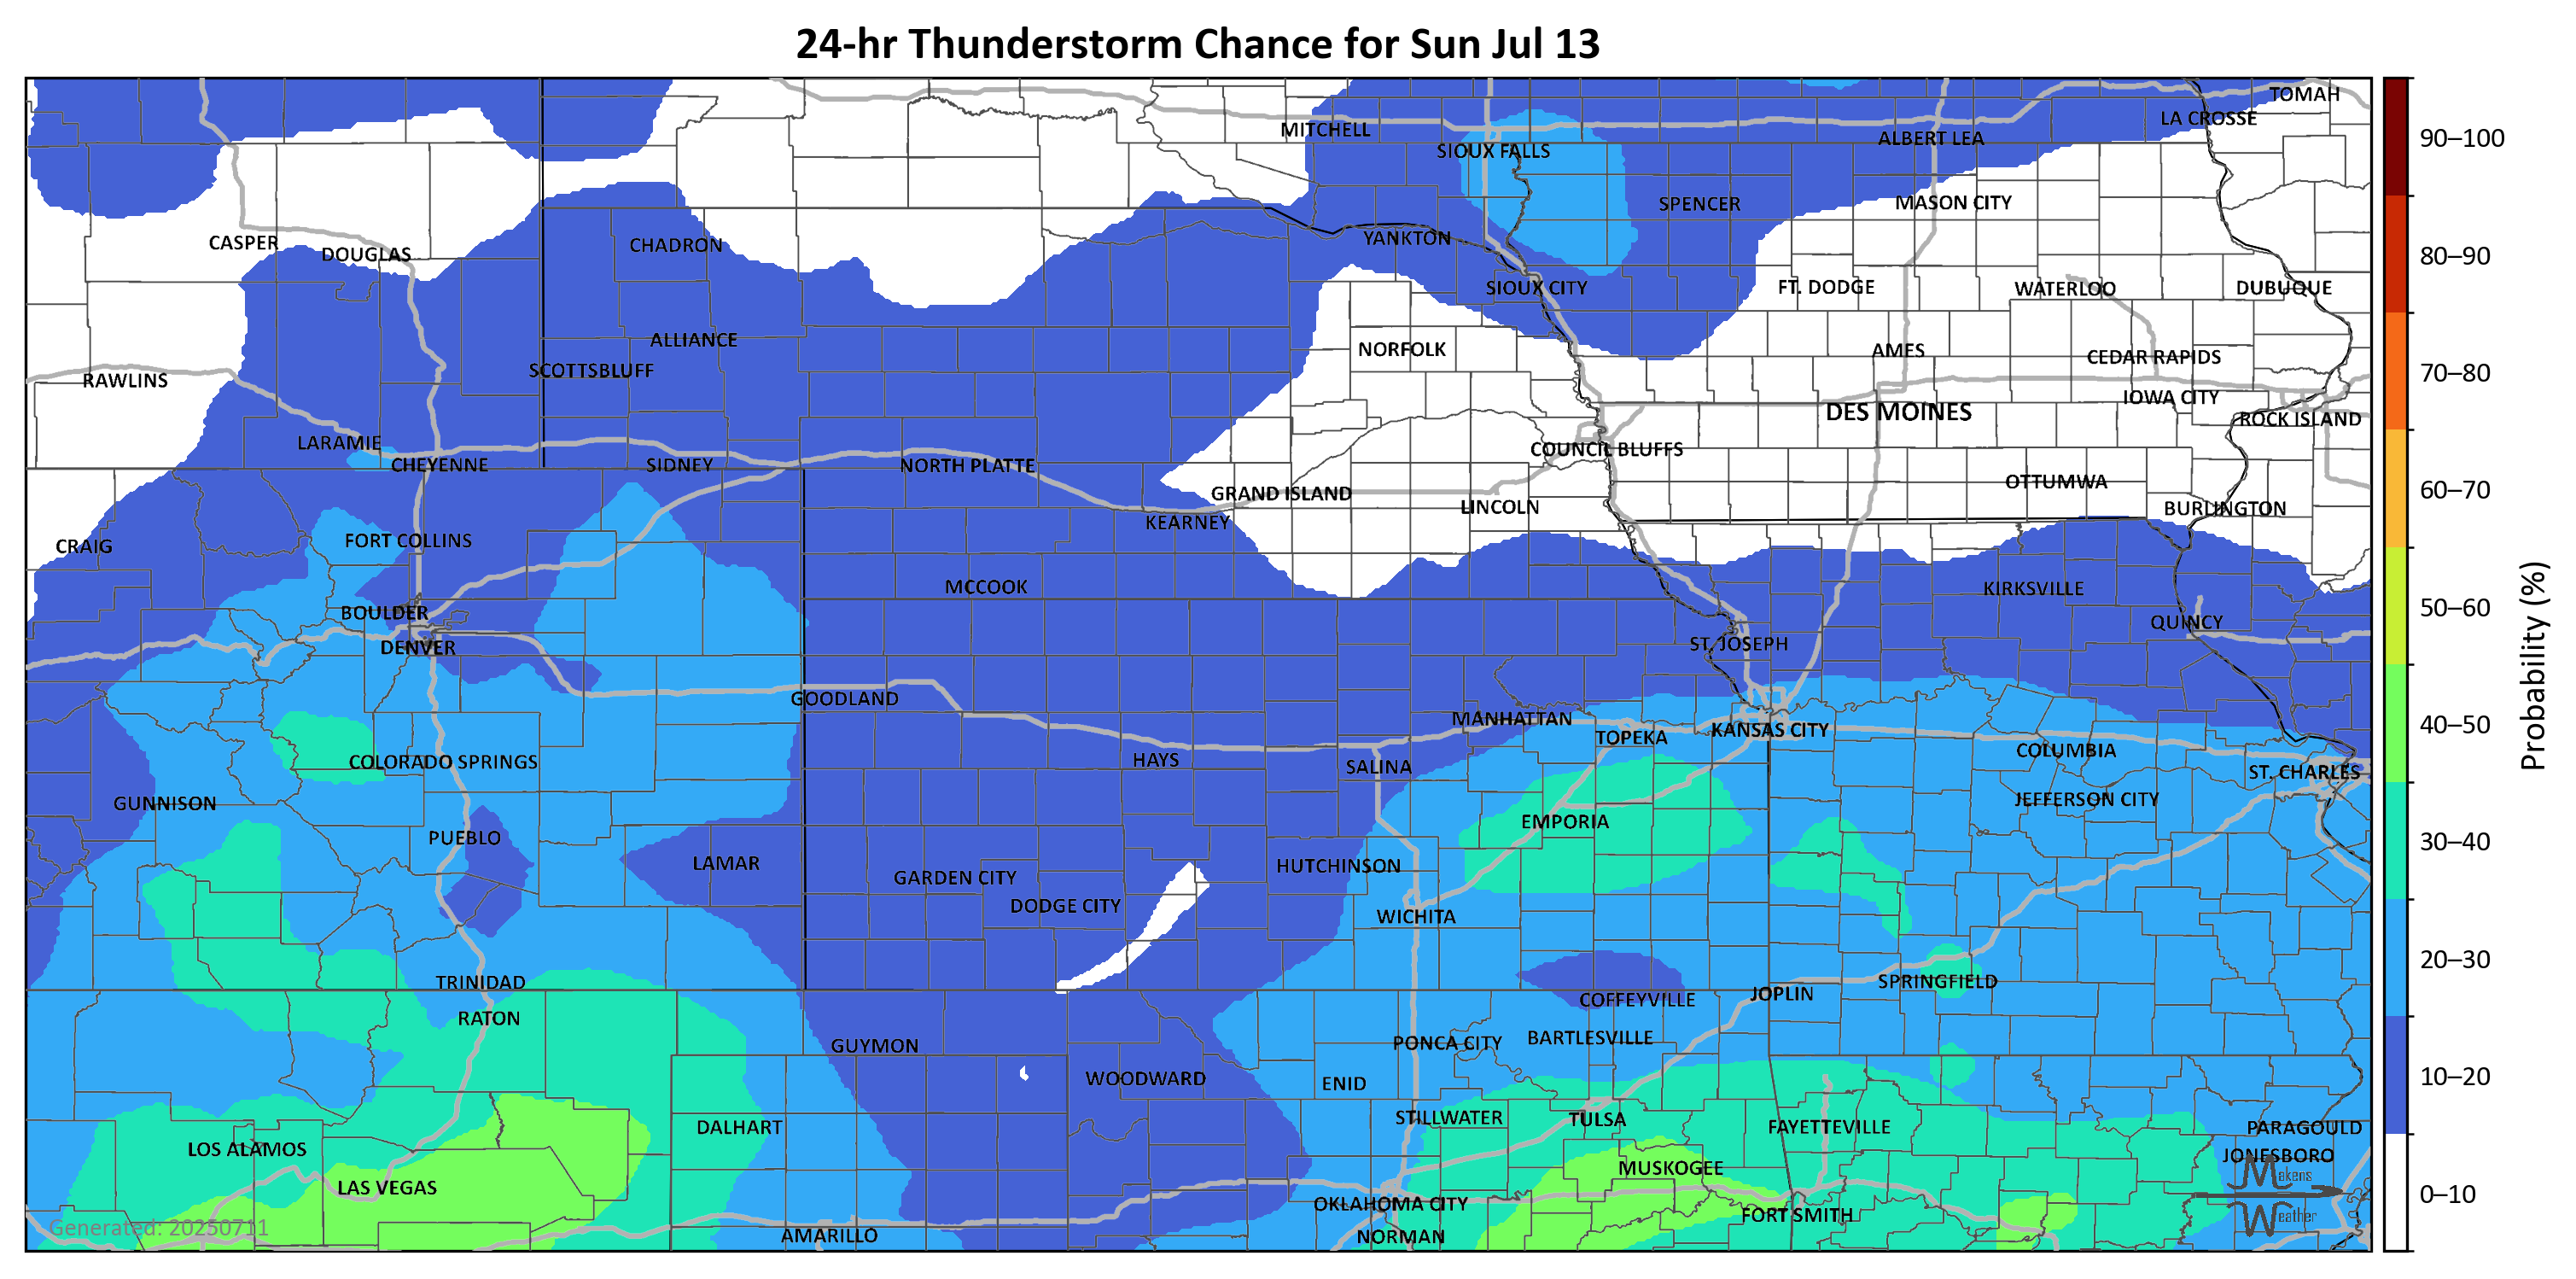 24-hr Thunderstorm Chance for Sun Jul 13
TOMAH
LA CROSSE
MITCHELL
ALBERT LEA
90–100
SIOUX FALLS
SPENCER
MASON CITY
CASPER
DOUGLAS
CHADRON
YANKTON
80–90
SIOUX CITY
FT. DODGE
WATERLOO
DUBUQUE
ALLIANCE
NORFOLK
AMES
CEDAR RAPIDS
RAWLINS
SCOTTSBLUFF
70–80
IOWA CITY
DES MOINES
ROCK ISLAND
LARAMIE
COUNCIL BLUFFS
CHEYENNE
SIDNEY
NORTH PLATTE
OTTUMWA
60–70
GRAND ISLAND
LINCOLN
BURLINGTON
KEARNEY
CRAIG
FORT COLLINS
MCCOOK
KIRKSVILLE
50–60
BOULDER
QUINCY
DENVER
ST. JOSEPH
Probability (%)
GOODLAND
MANHATTAN
TOPEKA
KANSAS CITY
40–50
COLORADO SPRINGS
HAYS
SALINA
COLUMBIA
ST. CHARLES
GUNNISON
JEFFERSON CITY
PUEBLO
EMPORIA
30–40
LAMAR
HUTCHINSON
GARDEN CITY
DODGE CITY
WICHITA
20–30
TRINIDAD
SPRINGFIELD
COFFEYVILLE
JOPLIN
RATON
GUYMON
PONCA CITY
BARTLESVILLE
WOODWARD
ENID
10–20
DALHART
STILLWATER
TULSA
FAYETTEVILLE
PARAGOULD
LOS ALAMOS
JONESBORO
MUSKOGEE
Makens
LAS VEGAS
0–10
OKLAHOMA CITY
FORT SMITH
Weather
Generated: 20250711
AMARILLO
NORMAN